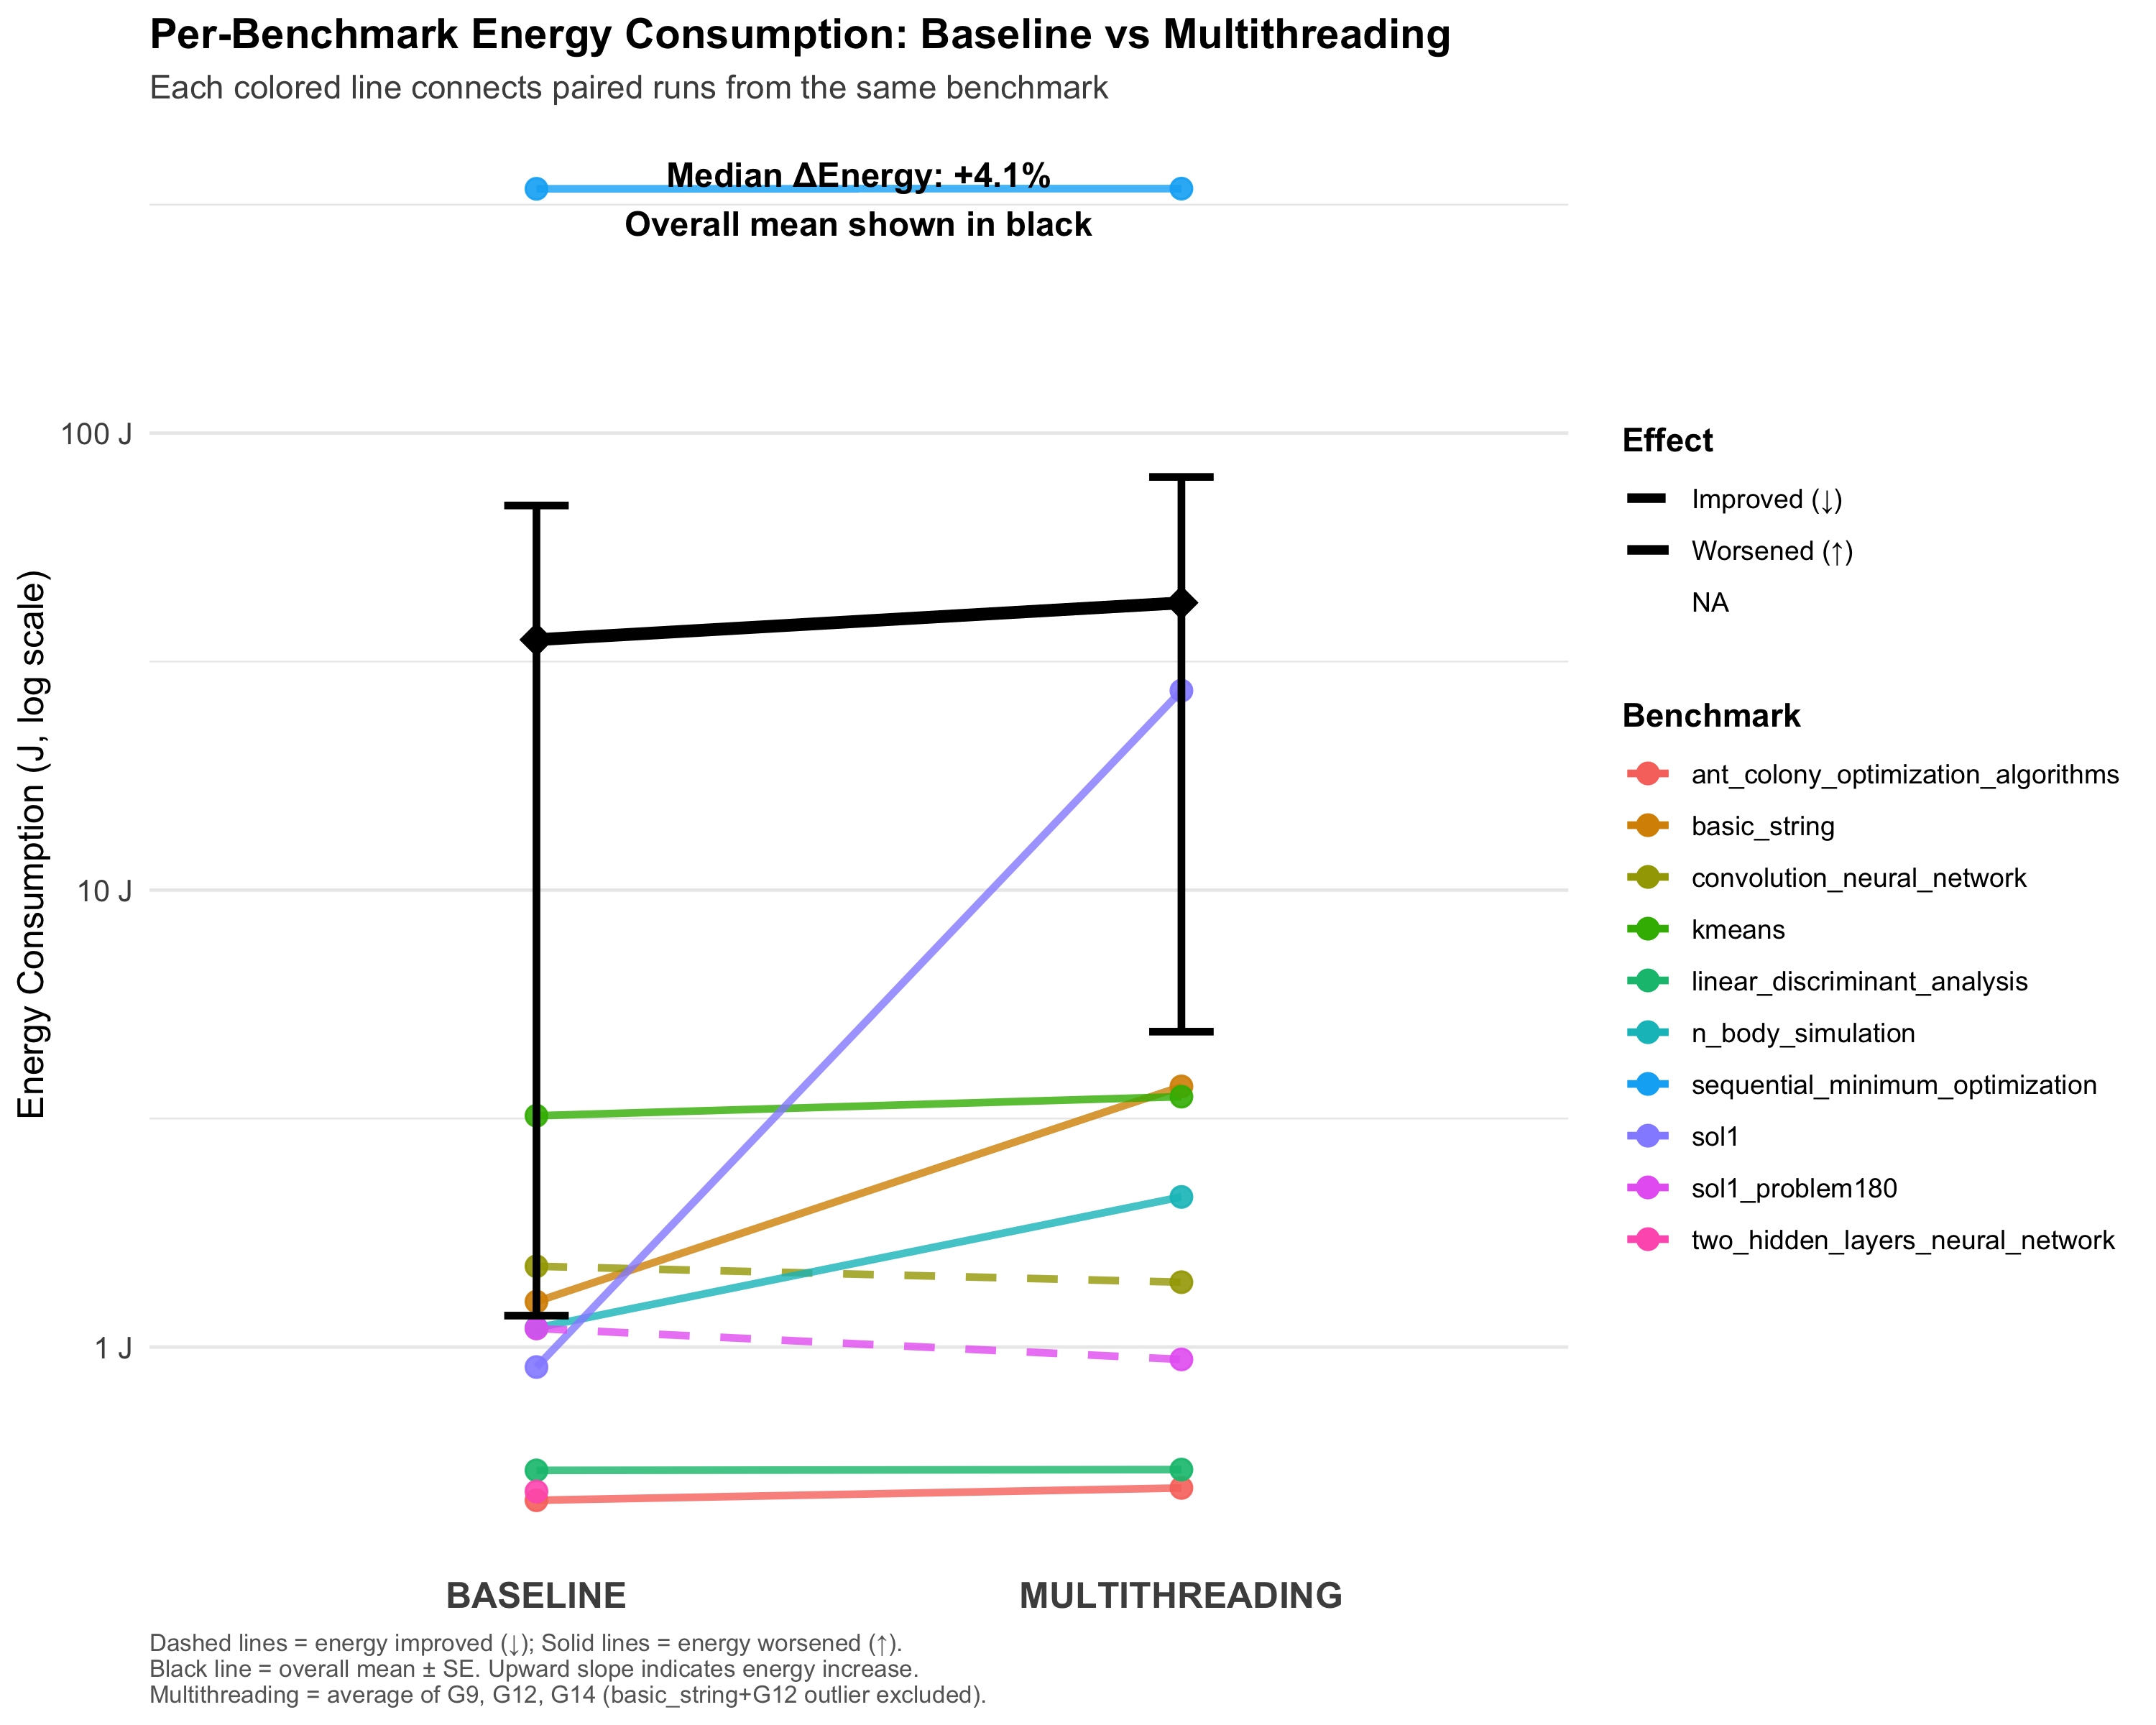 Per-Benchmark Energy Consumption: Baseline vs Multithreading
Each colored line connects paired runs from the same benchmark
Median ΔEnergy: +4.1%
Overall mean shown in black
Energy Consumption (J, log scale)
100 J
10 J
1 J
BASELINE
MULTITHREADING
Effect
Improved (↓)
Worsened (↑)
NA
Benchmark
ant_colony_optimization_algorithms
basic_string
convolution_neural_network
kmeans
linear_discriminant_analysis
n_body_simulation
sequential_minimum_optimization
sol1
sol1_problem180
two_hidden_layers_neural_network
Dashed lines = energy improved (↓); Solid lines = energy worsened (↑).
Black line = overall mean ± SE. Upward slope indicates energy increase.
Multithreading = average of G9, G12, G14 (basic_string+G12 outlier excluded).